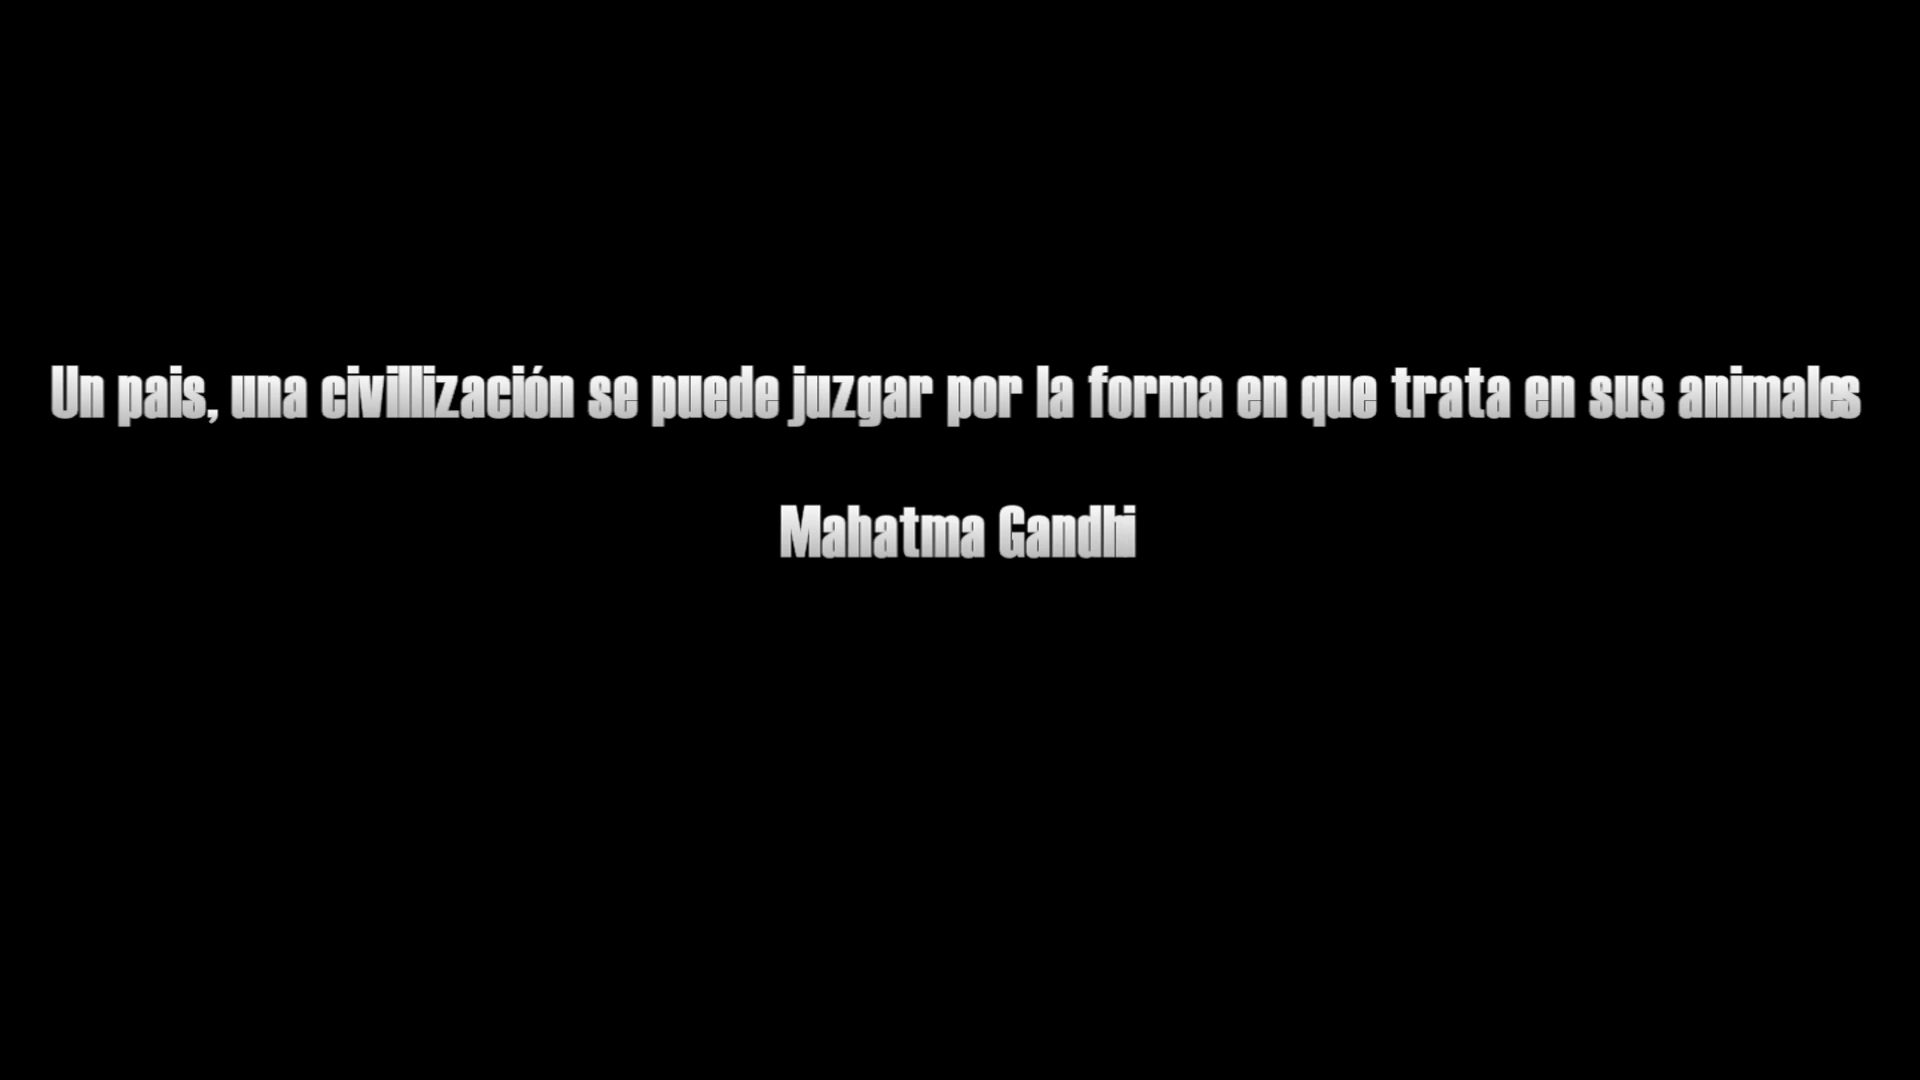 Un pais, una civillización se puede juzgar por la forma en que trata en sus animales
Mahatma Gandhi